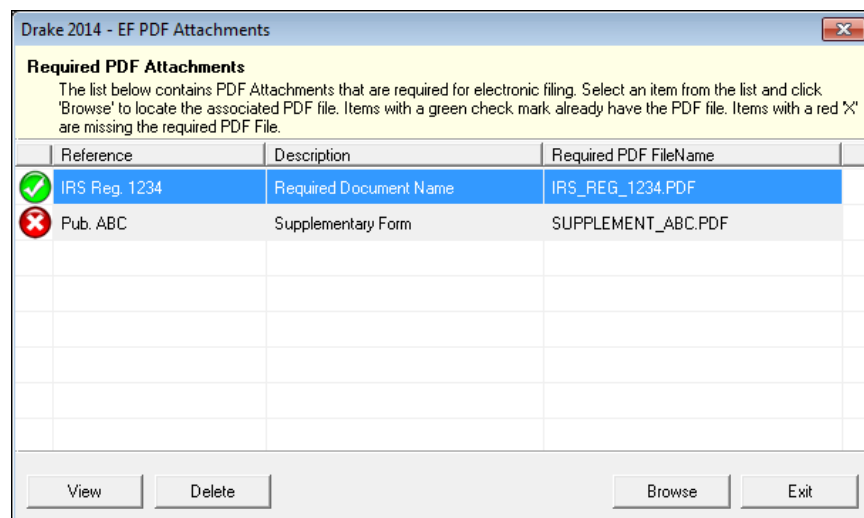 Drake 2014 - EF PDF Attachments
Required PDF Attachments
The list below contains PDF Attachments that are required for electronic filing. Select an item from the list and click
'Browse' to locate the associated PDF file. Items with a green check mark already have the PDF file. Items with a red 'X'
are missing the required PDF File.
Reference Description Required PDF FileName
IRS Reg. 1234 Required Document Name IRS_REG_1234.PDF
Pub. ABC Supplementary Form SUPPLEMENT_ABC.PDF
View Delete Browse Exit